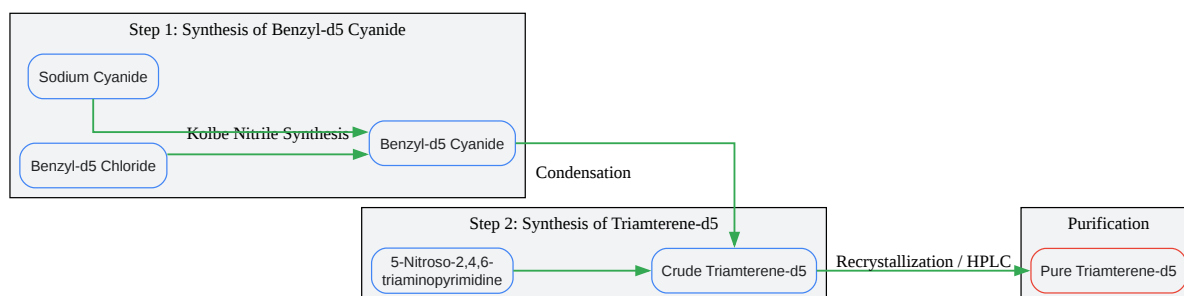 Step 1: Synthesis of Benzyl-d5 Cyanide
Sodium Cyanide
Kolbe Nitrile Synthesis
Benzyl-d5 Chloride
Benzyl-d5 Cyanide
Condensation
Step 2: Synthesis of Triamterene-d5
5-Nitroso-2,4,6-
triaminopyrimidine
Crude Triamterene-d5
Recrystallization / HPLC
Purification
Pure Triamterene-d5